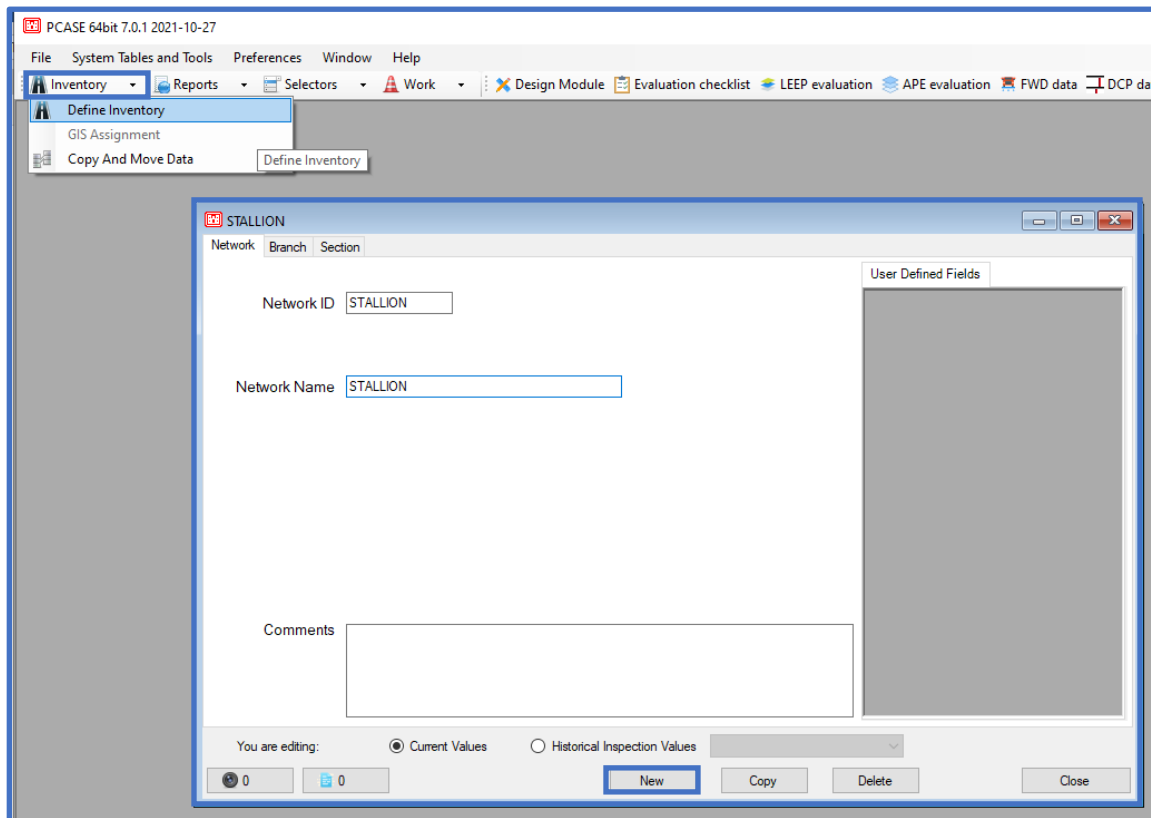 PCASE 64bit 7.0.1 2021-10-27
File System Tables and Tools Preferences Window Help
Inventory Reports Selectors Work Design Module Evaluation checklist LEEP evaluation APE evaluation FWD data DCP da
Define Inventory
GIS Assignment
Copy And Move Data
Define Inventory
STALLION
Network Branch Section
User Defined Fields
Network ID STALLION
Network Name STALLION
Comments
You are editing: Current Values Historical Inspection Values
0 0 New Copy Delete Close